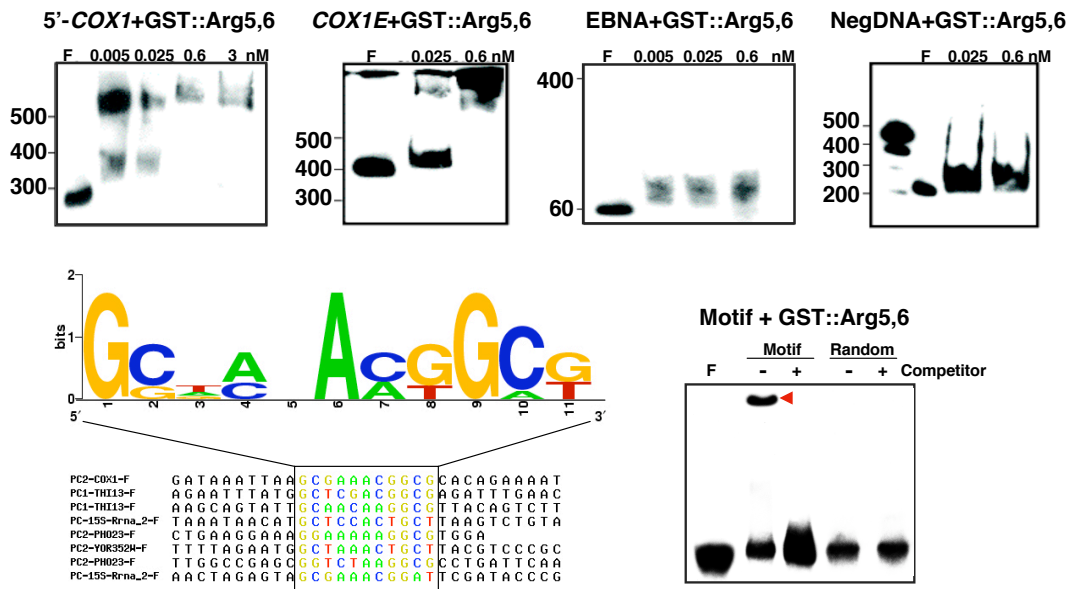 5'-COX1+GST::Arg5,6
COX1E+GST::Arg5,6
EBNA+GST::Arg5,6
NegDNA+GST::Arg5,6
F 0.005 0.025 0.6 3 nM
F 0.025 0.6 nM
F 0.005 0.025 0.6 nM
F 0.025 0.6 nM
500
400
300
500
400
300
400
60
500
400
300
200
2
1
0
bits
GCTA ACGGCG
GTAC ATATT
5′ 1 2 3 4 5 6 7 8 9 10 11 3′
PC2-COX1-F GATAAATTAAGCGAAACGGCGCACAGAAAAT
PC1-THI13-F AGAATTTATGGCTCGACGGCGAGATTTGAAC
PC1-THI13-F AAGCAGTATTGCAACAAGGCGTTACAGTCTT
PC-15S-Rrna_2-F TAAATAACATGCTCCACTGCTTAAGTCTGTA
PC2-PHO23-F CTGAAGGAAAGGAAAAAGGCGTGGA
PC2-YOR352W-F TTTTAGAATGGCTAAACTGCTTACGTCCCGC
PC2-PHO23-F TTGGCCGAGCGGTCTAAGGCGCCTGATTCAA
PC-15S-Rrna_2-F AACTAGAGTAGCGAAACGGATTCGATACCCG
Motif + GST::Arg5,6
Motif Random
F - + - + Competitor